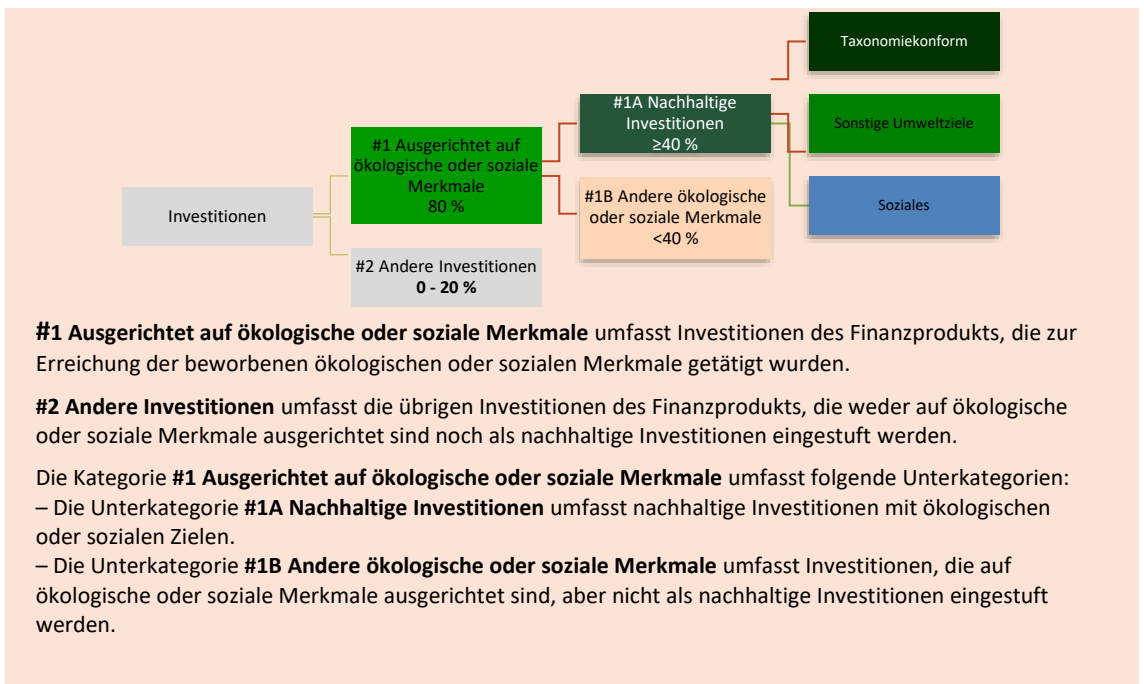 Taxonomiekonform
#1A Nachhaltige
Investitionen
≥40 %
Sonstige Umweltziele
#1 Ausgerichtet auf
ökologische oder soziale
Merkmale
80 %
#1B Andere ökologische
oder soziale Merkmale
<40 %
Soziales
Investitionen
#2 Andere Investitionen
0 - 20 %
#1 Ausgerichtet auf ökologische oder soziale Merkmale umfasst Investitionen des Finanzprodukts, die zur
Erreichung der beworbenen ökologischen oder sozialen Merkmale getätigt wurden.
#2 Andere Investitionen umfasst die übrigen Investitionen des Finanzprodukts, die weder auf ökologische
oder soziale Merkmale ausgerichtet sind noch als nachhaltige Investitionen eingestuft werden.
Die Kategorie #1 Ausgerichtet auf ökologische oder soziale Merkmale umfasst folgende Unterkategorien:
– Die Unterkategorie #1A Nachhaltige Investitionen umfasst nachhaltige Investitionen mit ökologischen
oder sozialen Zielen.
– Die Unterkategorie #1B Andere ökologische oder soziale Merkmale umfasst Investitionen, die auf
ökologische oder soziale Merkmale ausgerichtet sind, aber nicht als nachhaltige Investitionen eingestuft
werden.